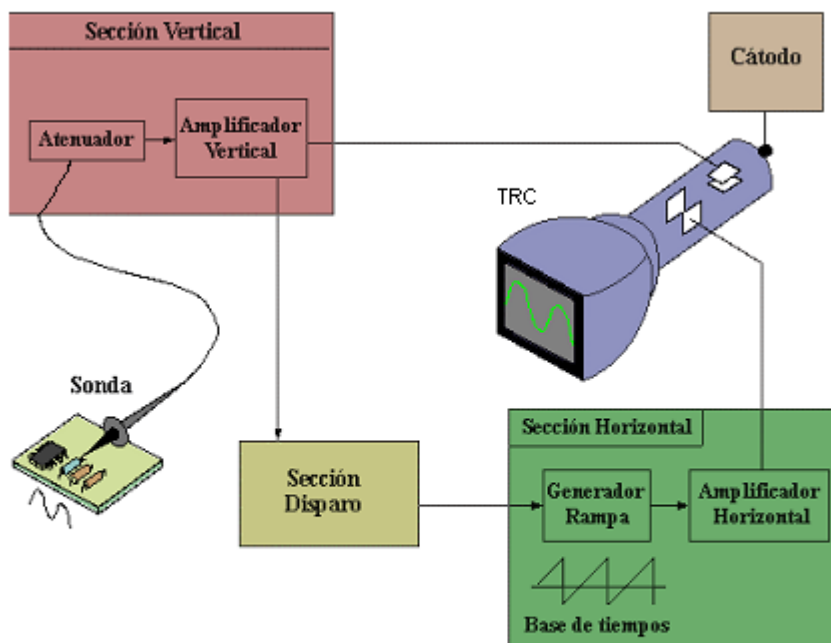 Sección Vertical
Atenuador
Amplificador
Vertical
Cátodo
TRC
Sonda
Sección
Disparo
Sección Horizontal
Generador
Rampa
Amplificador
Horizontal
Base de tiempos